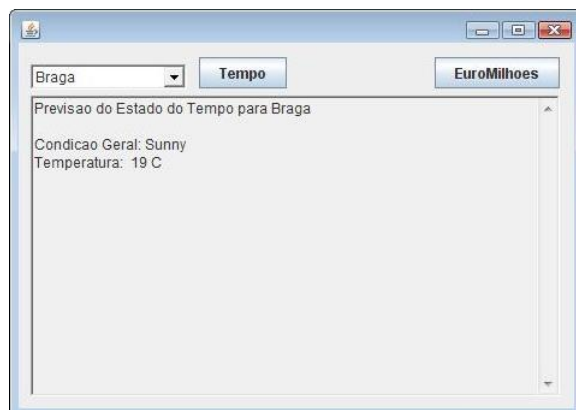 Braga
Tempo
EuroMilhoes
Previsao do Estado do Tempo para Braga
Condicao Geral: Sunny
Temperatura:  19 C